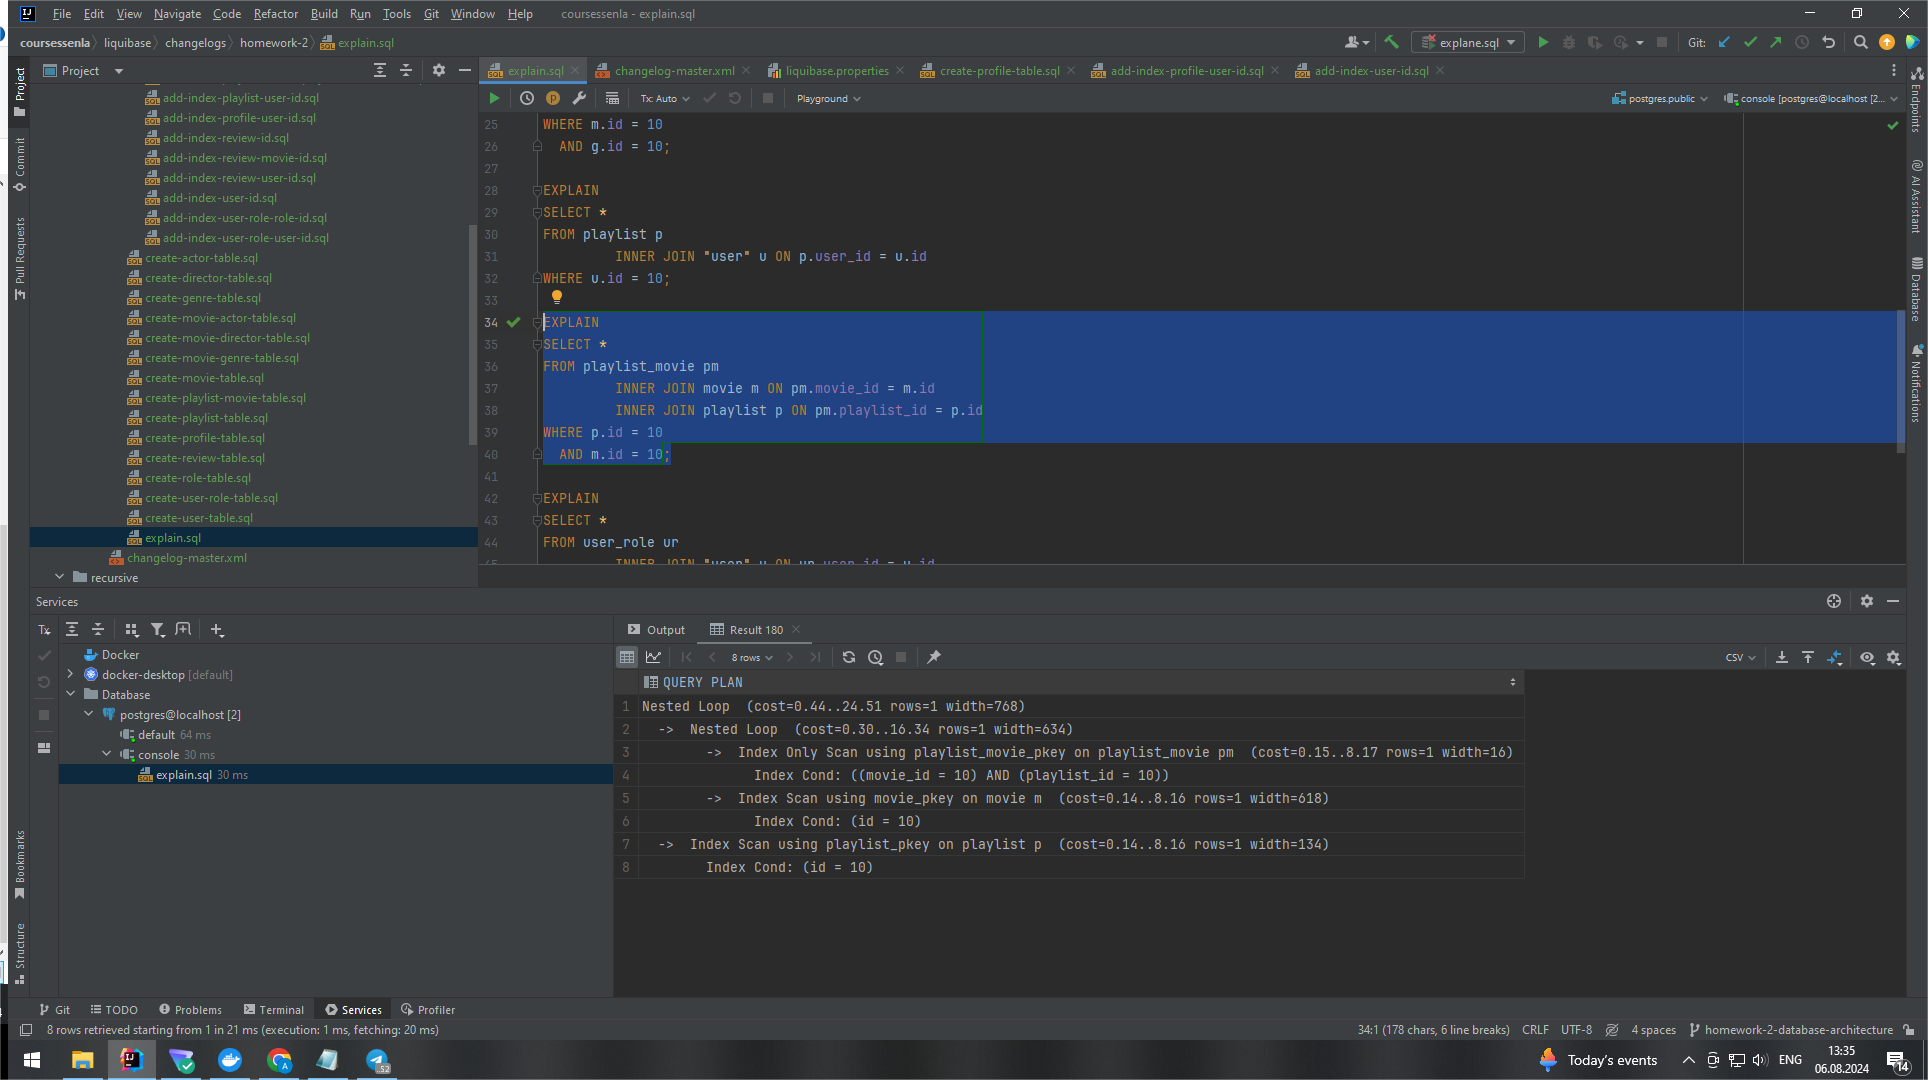 File Edit View Navigate Code Refactor Build Run Tools Git Window Help coursessenla - explain.sql
coursessenla liquibase changelogs homework-2 explain.sql
explane.sql Git:
Project
explain.sql changelog-master.xml liquibase.properties create-profile-table.sql add-index-profile-user-id.sql add-index-user-id.sql
Tx: Auto Playground postgres.public console [postgres@localhost [2...
Project
Commit
Pull Requests
Bookmarks
Structure
add-index-playlist-user-id.sql
add-index-profile-user-id.sql
add-index-review-id.sql
add-index-review-movie-id.sql
add-index-review-user-id.sql
add-index-user-id.sql
add-index-user-role-role-id.sql
add-index-user-role-user-id.sql
create-actor-table.sql
create-director-table.sql
create-genre-table.sql
create-movie-actor-table.sql
create-movie-director-table.sql
create-movie-genre-table.sql
create-movie-table.sql
create-playlist-movie-table.sql
create-playlist-table.sql
create-profile-table.sql
create-review-table.sql
create-role-table.sql
create-user-role-table.sql
create-user-table.sql
explain.sql
changelog-master.xml
recursive
25 WHERE m.id = 10
26 AND g.id = 10;
27
28 EXPLAIN
29 SELECT *
30 FROM playlist p
31 INNER JOIN "user" u ON p.user_id = u.id
32 WHERE u.id = 10;
33
34 EXPLAIN
35 SELECT *
36 FROM playlist_movie pm
37 INNER JOIN movie m ON pm.movie_id = m.id
38 INNER JOIN playlist p ON pm.playlist_id = p.id
39 WHERE p.id = 10
40 AND m.id = 10;
41
42 EXPLAIN
43 SELECT *
44 FROM user_role ur
45 INNER JOIN "user" u ON ur.user_id = u.id
Endpoints
AI Assistant
Database
Notifications
Services
Tx
Docker
docker-desktop [default]
Database
postgres@localhost [2]
default 64 ms
console 30 ms
explain.sql 30 ms
Output Result 180
8 rows CSV
QUERY PLAN
1 Nested Loop (cost=0.44..24.51 rows=1 width=768)
2 -> Nested Loop (cost=0.30..16.34 rows=1 width=634)
3 -> Index Only Scan using playlist_movie_pkey on playlist_movie pm (cost=0.15..8.17 rows=1 width=16)
4 Index Cond: ((movie_id = 10) AND (playlist_id = 10))
5 -> Index Scan using movie_pkey on movie m (cost=0.14..8.16 rows=1 width=618)
6 Index Cond: (id = 10)
7 -> Index Scan using playlist_pkey on playlist p (cost=0.14..8.16 rows=1 width=134)
8 Index Cond: (id = 10)
Git TODO Problems Terminal Services Profiler
8 rows retrieved starting from 1 in 21 ms (execution: 1 ms, fetching: 20 ms) 34:1 (178 chars, 6 line breaks) CRLF UTF-8 4 spaces homework-2-database-architecture
52 Today's events ENG 13:35
06.08.2024 14